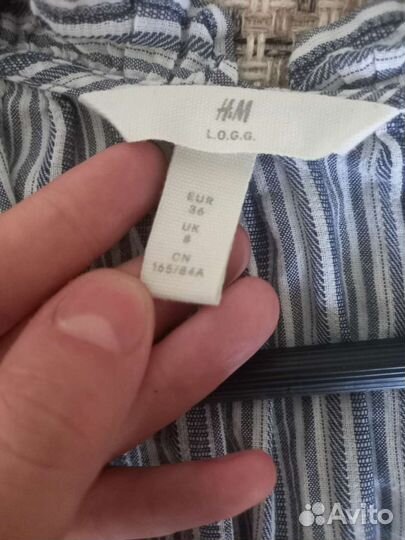 H&M
L.O.G.G.
EUR
36
UK
8
CN
165/84A
Avito